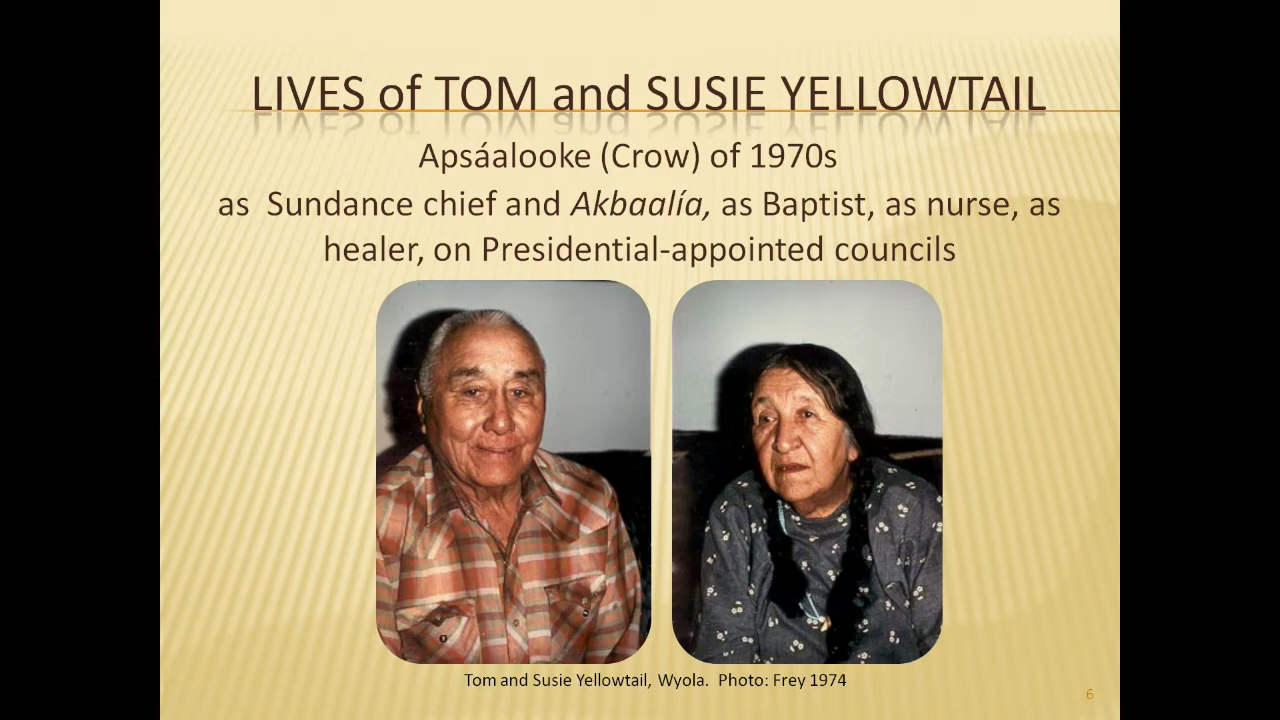 LIVES of TOM and SUSIE YELLOWTAIL
Apsáalooke (Crow) of 1970s
as  Sundance chief and Akbaalía, as Baptist, as nurse, as
healer, on Presidential-appointed councils
Tom and Susie Yellowtail, Wyola.  Photo: Frey 1974
6